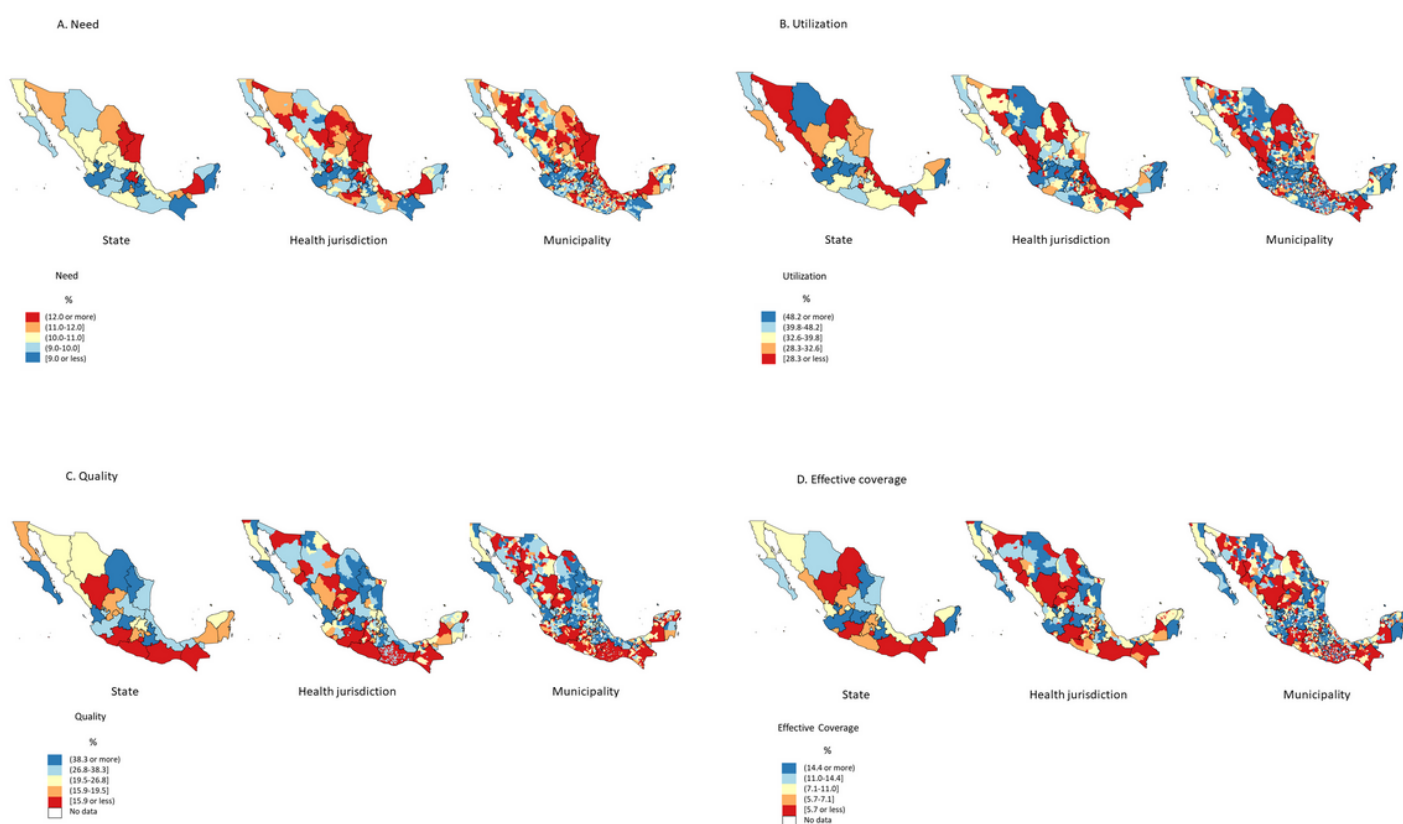 A. Need
B. Utilization
State
Health jurisdiction
Municipality
State
Health jurisdiction
Municipality
Need
%
(12.0 or more)
(11.0-12.0]
(10.0-11.0]
(9.0-10.0]
[9.0 or less)
Utilization
%
(48.2 or more)
(39.8-48.2]
(32.6-39.8]
(28.3-32.6]
[28.3 or less)
C. Quality
D. Effective coverage
State
Health jurisdiction
Municipality
State
Health jurisdiction
Municipality
Quality
%
(38.3 or more)
(26.8-38.3]
(19.5-26.8]
(15.9-19.5]
[15.9 or less)
No data
Effective Coverage
%
(14.4 or more)
(11.0-14.4]
(7.1-11.0]
(5.7-7.1]
[5.7 or less)
No data